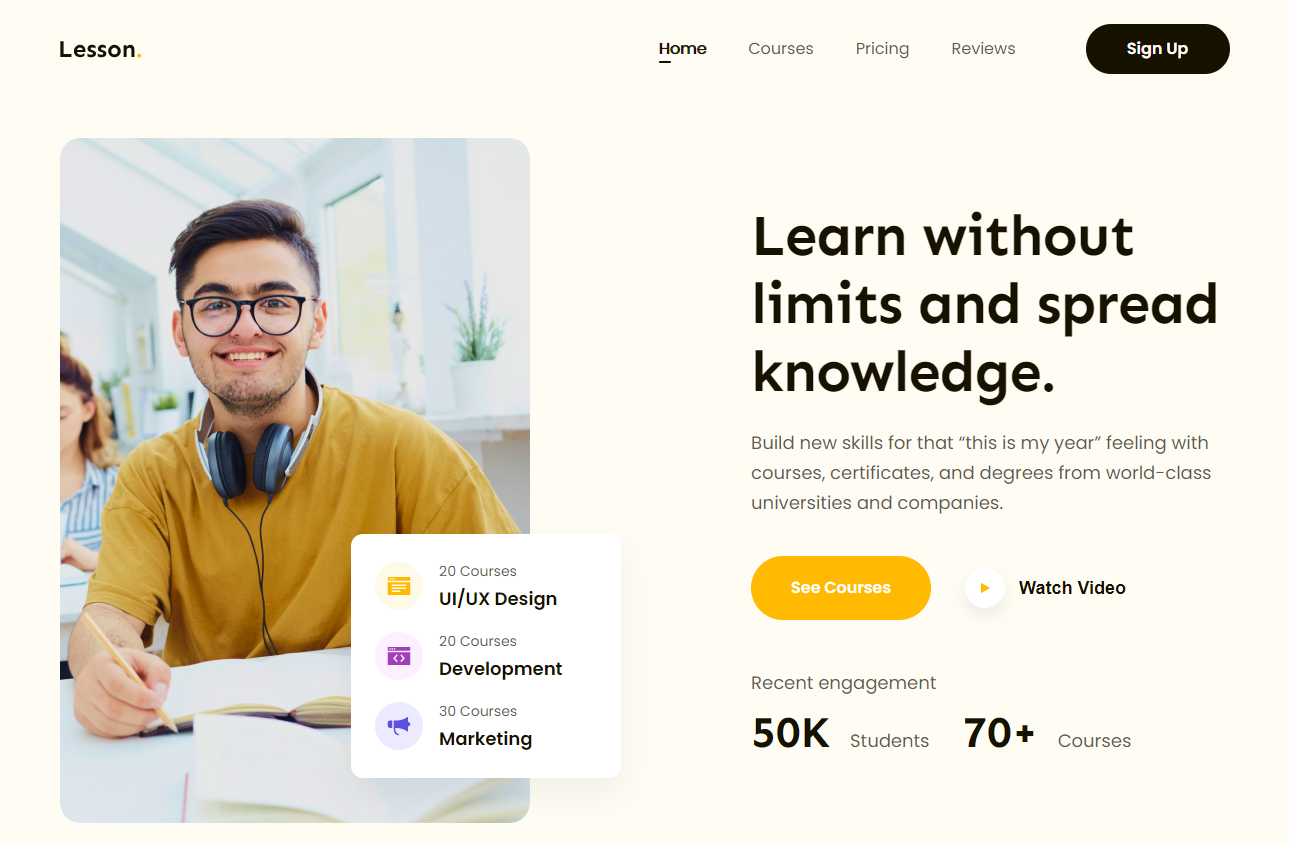 Lesson.
Home
Courses
Pricing
Reviews
Sign Up
Learn without
limits and spread
knowledge.
Build new skills for that “this is my year” feeling with
courses, certificates, and degrees from world-class
universities and companies.
See Courses
Watch Video
Recent engagement
50K Students
70+ Courses
20 Courses
UI/UX Design
20 Courses
Development
30 Courses
Marketing